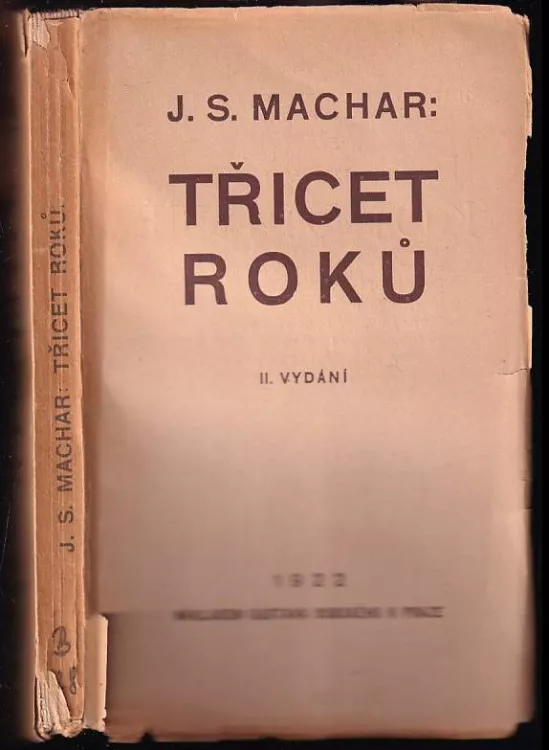 J. S. MACHAR:
TŘICET
ROKŮ
II. VYDÁNÍ
1922
J. S. MACHAR: TŘICET ROKŮ.